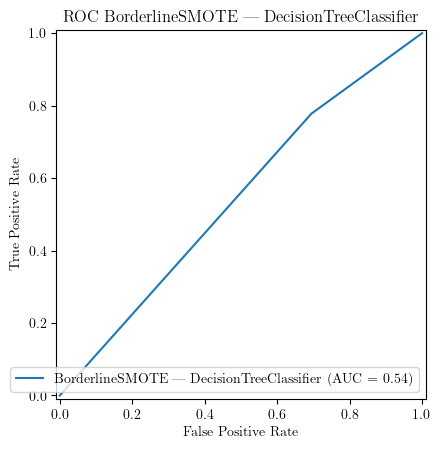 ROC BorderlineSMOTE — DecisionTreeClassifier
1.0
0.8
0.6
0.4
0.2
0.0
True Positive Rate
BorderlineSMOTE — DecisionTreeClassifier (AUC = 0.54)
0.0 0.2 0.4 0.6 0.8 1.0
False Positive Rate